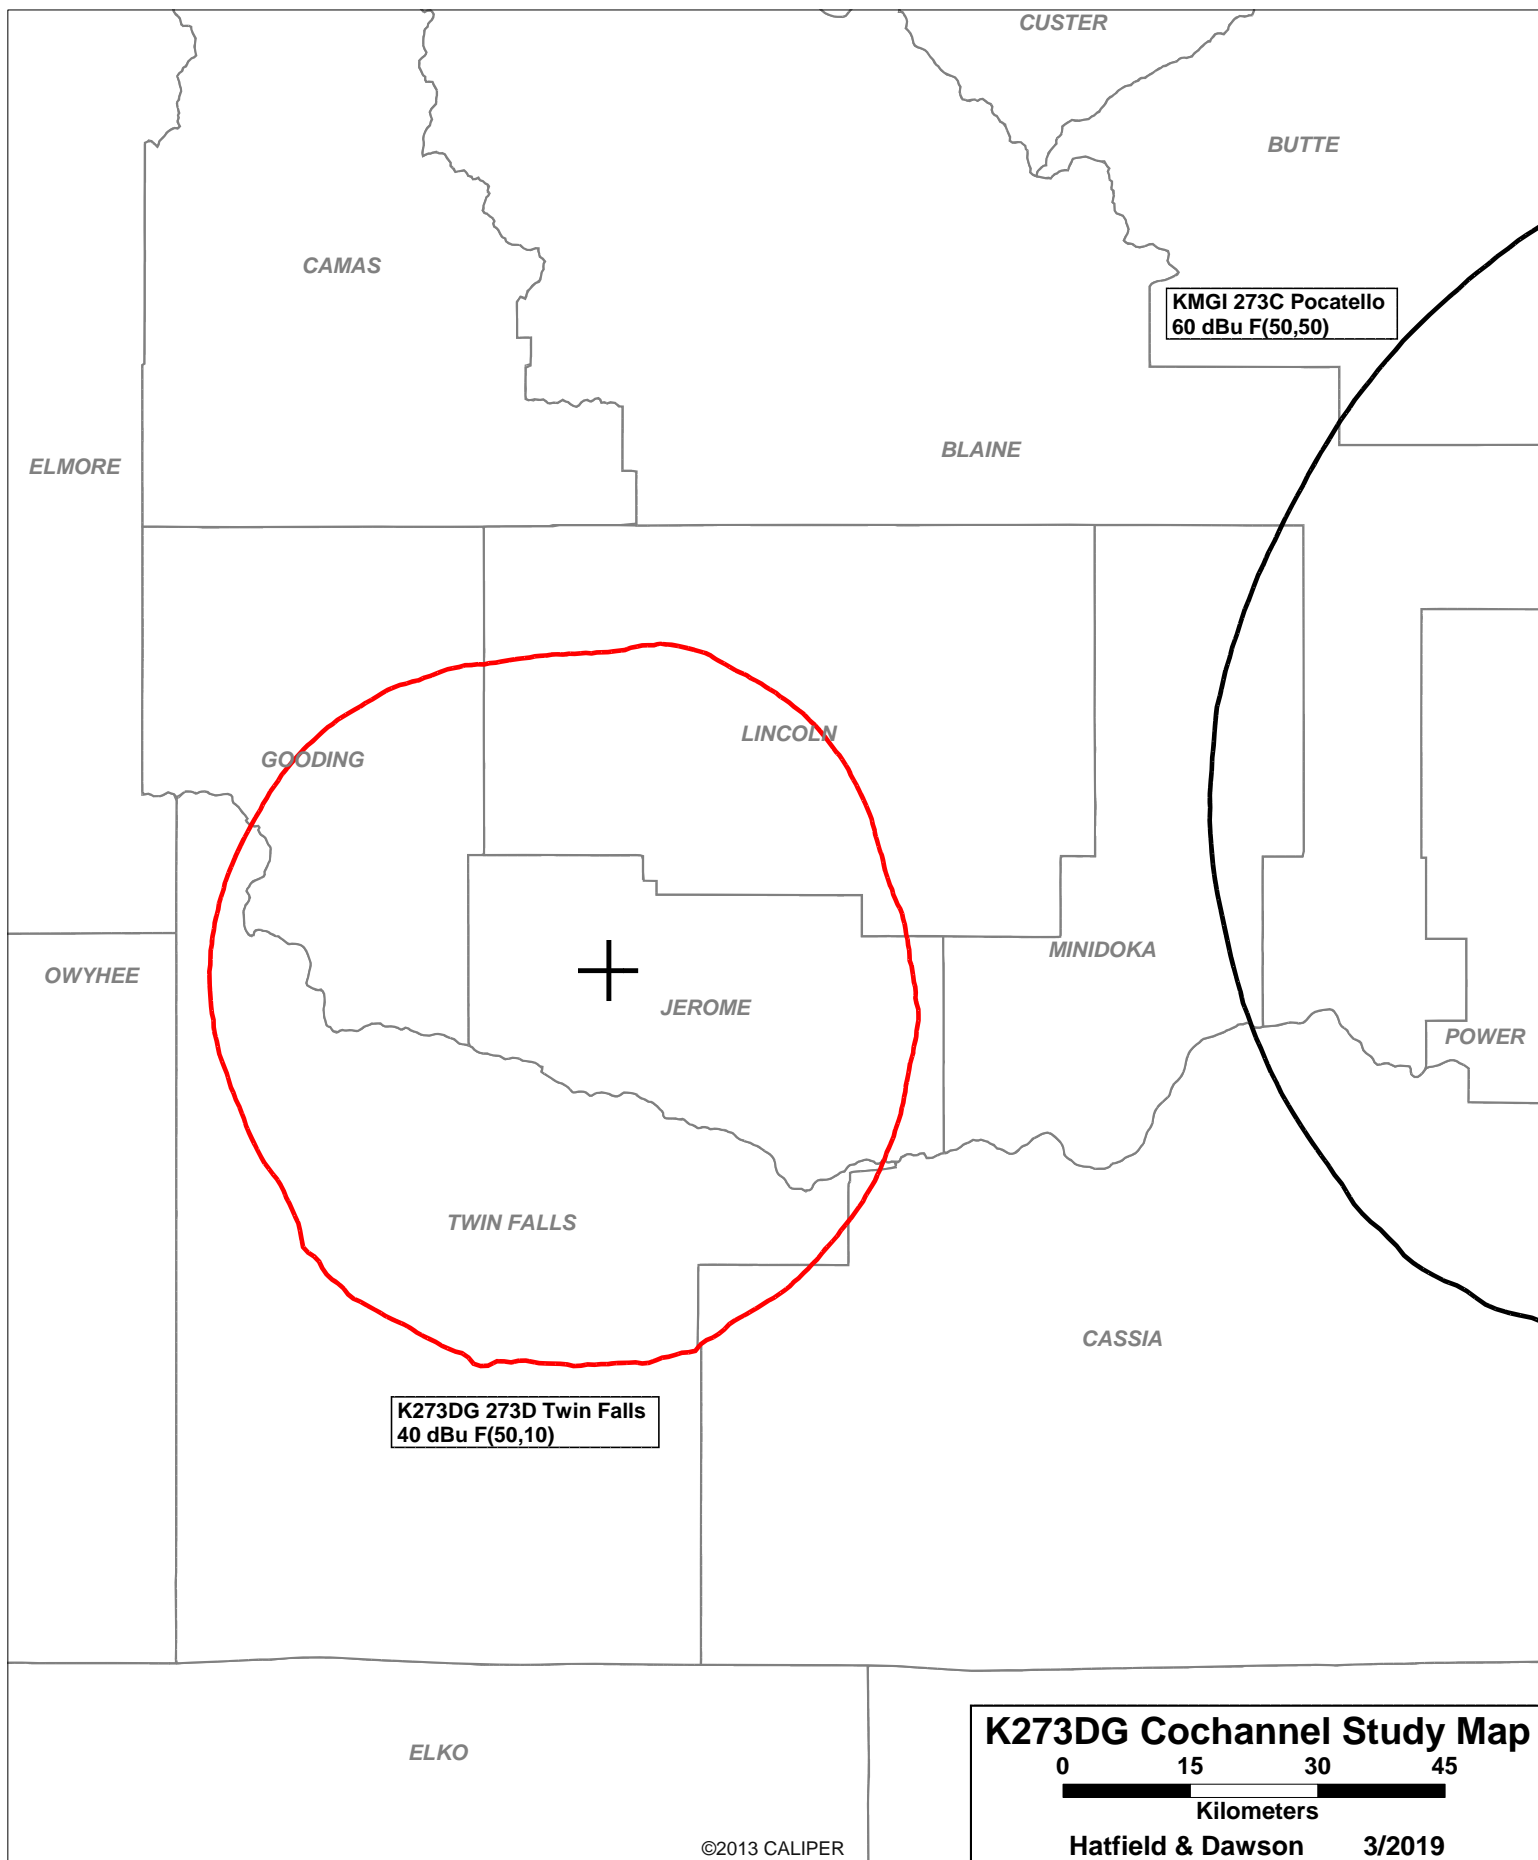 CUSTER
BUTTE
CAMAS
KMGI 273C Pocatello
60 dBu F(50,50)
BLAINE
ELMORE
LINCOLN
GOODING
MINIDOKA
OWYHEE
JEROME
POWER
TWIN FALLS
CASSIA
K273DG 273D Twin Falls
40 dBu F(50,10)
ELKO
K273DG Cochannel Study Map
0 15 30 45
Kilometers
Hatfield & Dawson 3/2019
©2013 CALIPER